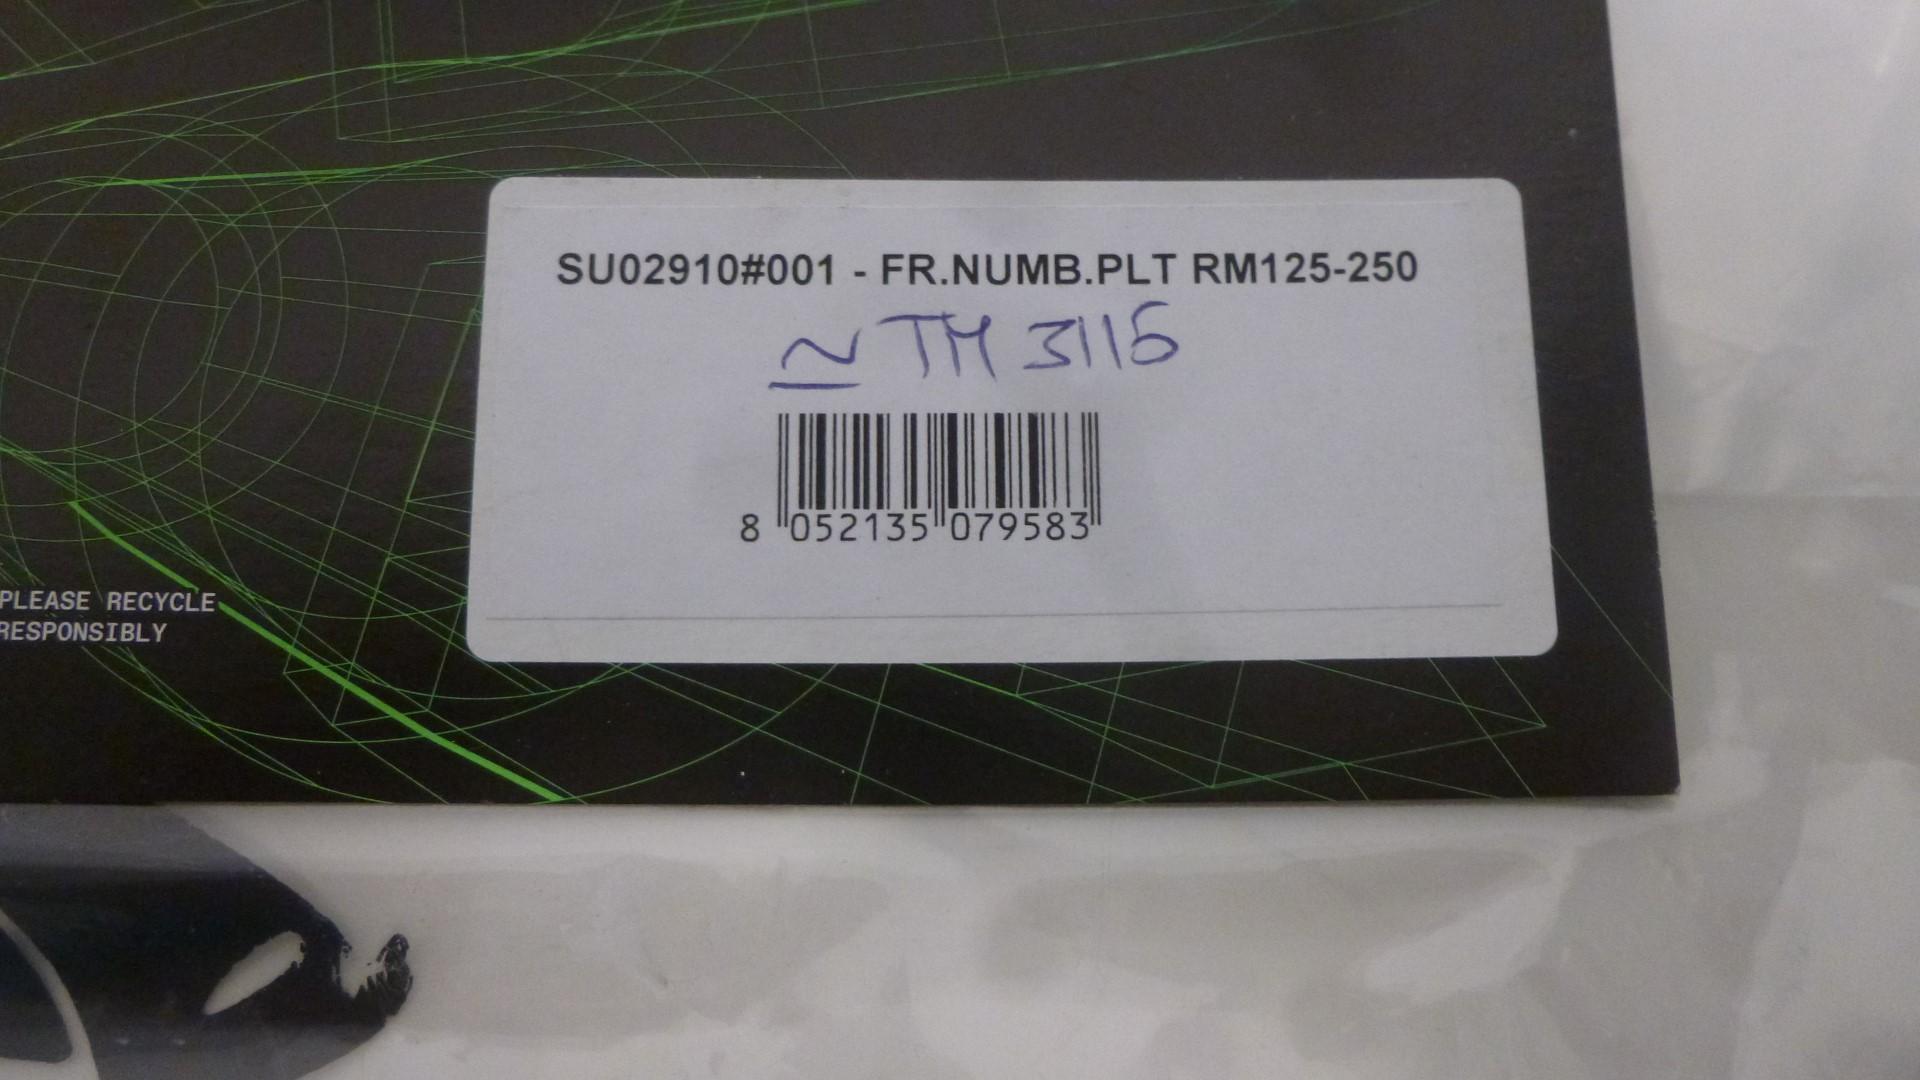 SU02910#001 - FR.NUMB.PLT RM125-250
≃ TM 3115
8 052135 079583
PLEASE RECYCLE
RESPONSIBLY